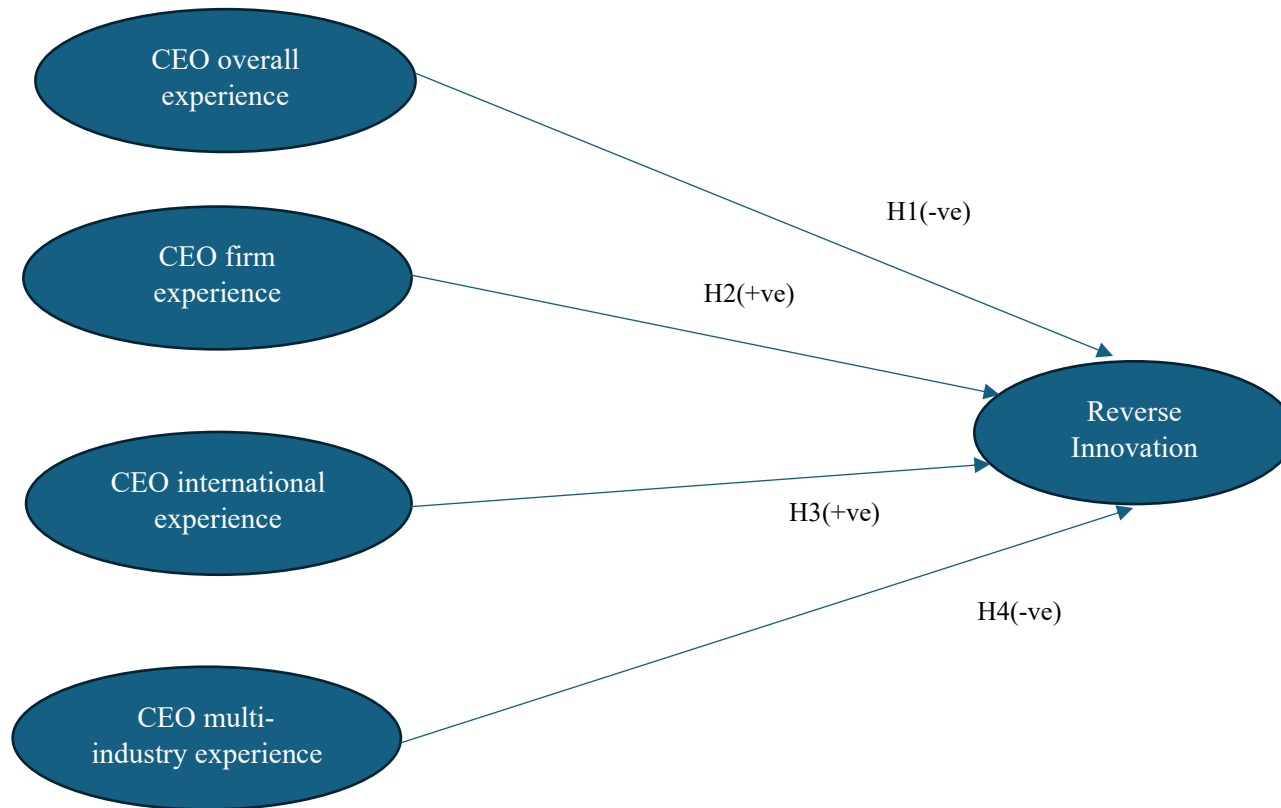 CEO overall
experience
H1(-ve)
CEO firm
experience
H2(+ve)
Reverse
Innovation
CEO international
experience
H3(+ve)
H4(-ve)
CEO multi-
industry experience